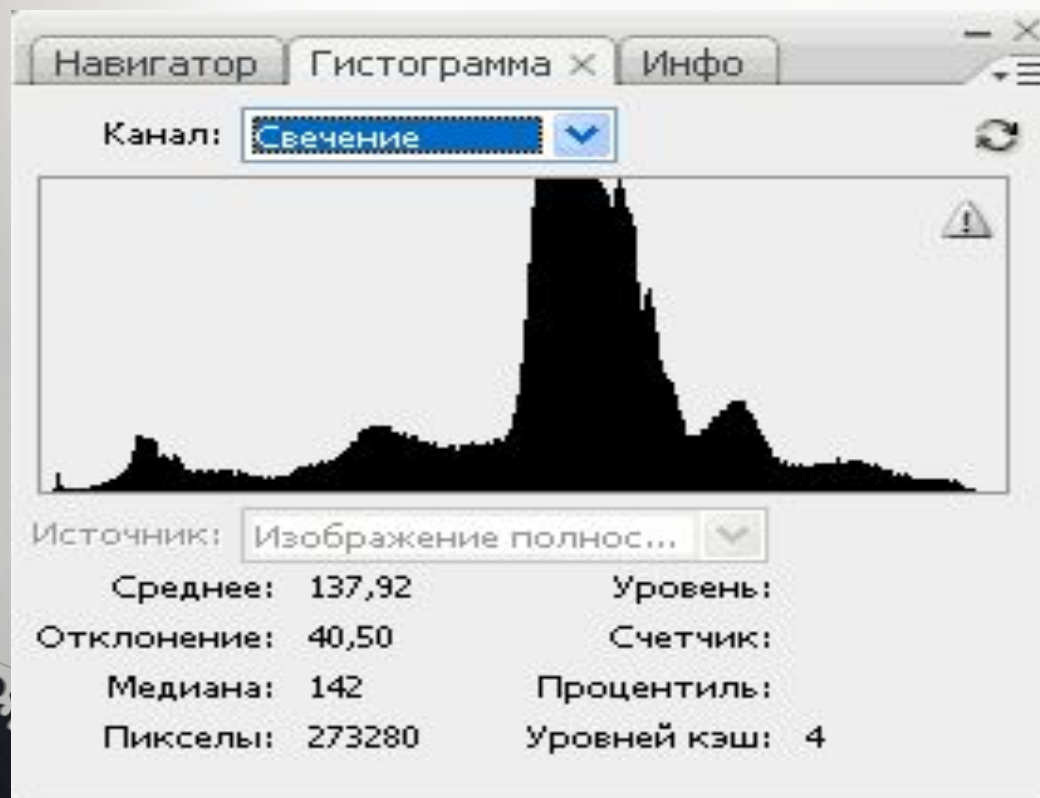 Навигатор Гистограмма Инфо
Канал: Свечение
Источник: Изображение полнос...
Среднее: 137,92 Уровень:
Отклонение: 40,50 Счетчик:
Медиана: 142 Процентиль:
Пикселы: 273280 Уровней кэш: 4